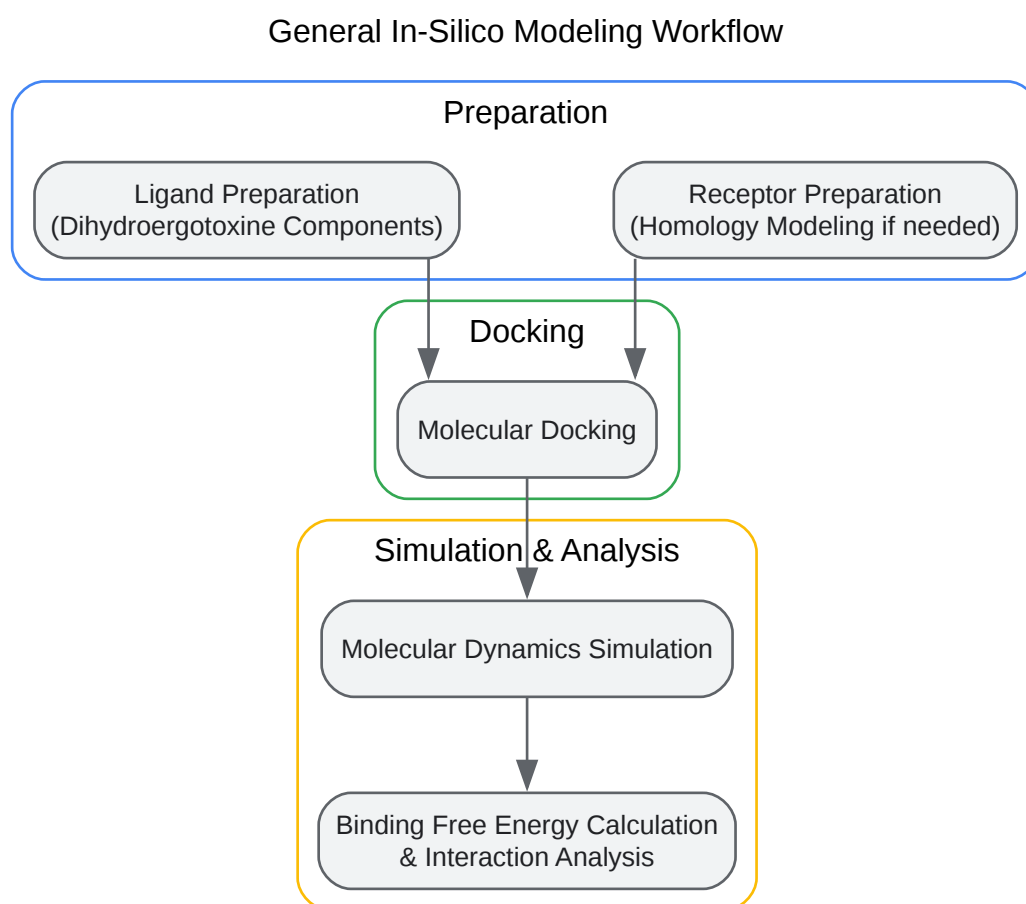 General In-Silico Modeling Workflow
Preparation
Ligand Preparation
(Dihydroergotoxine Components)
Receptor Preparation
(Homology Modeling if needed)
Docking
Molecular Docking
Simulation & Analysis
Molecular Dynamics Simulation
Binding Free Energy Calculation
& Interaction Analysis